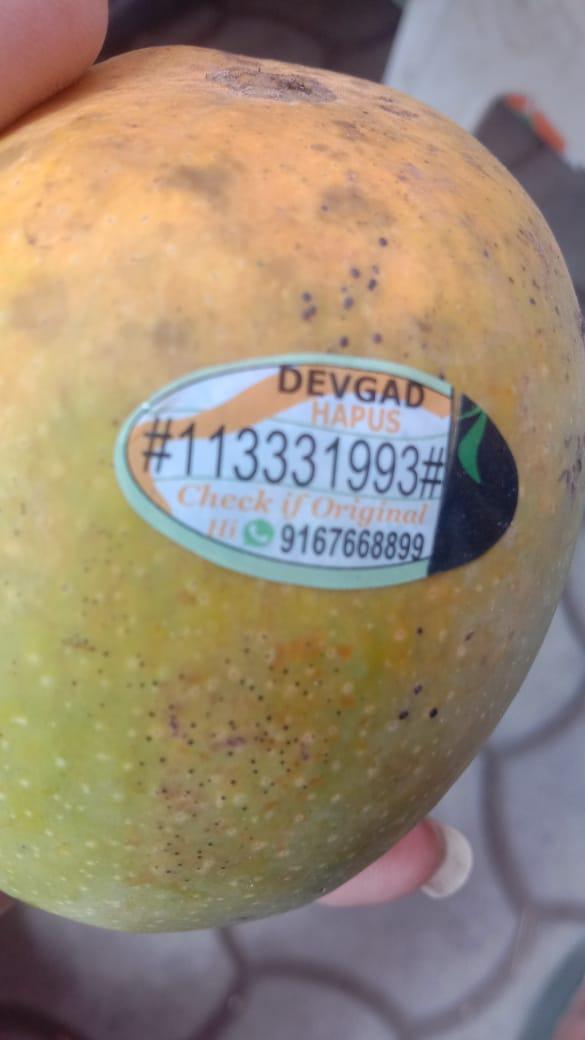 DEVGAD
HAPUS
#113331993#
Check if Original
Hi 9167668899